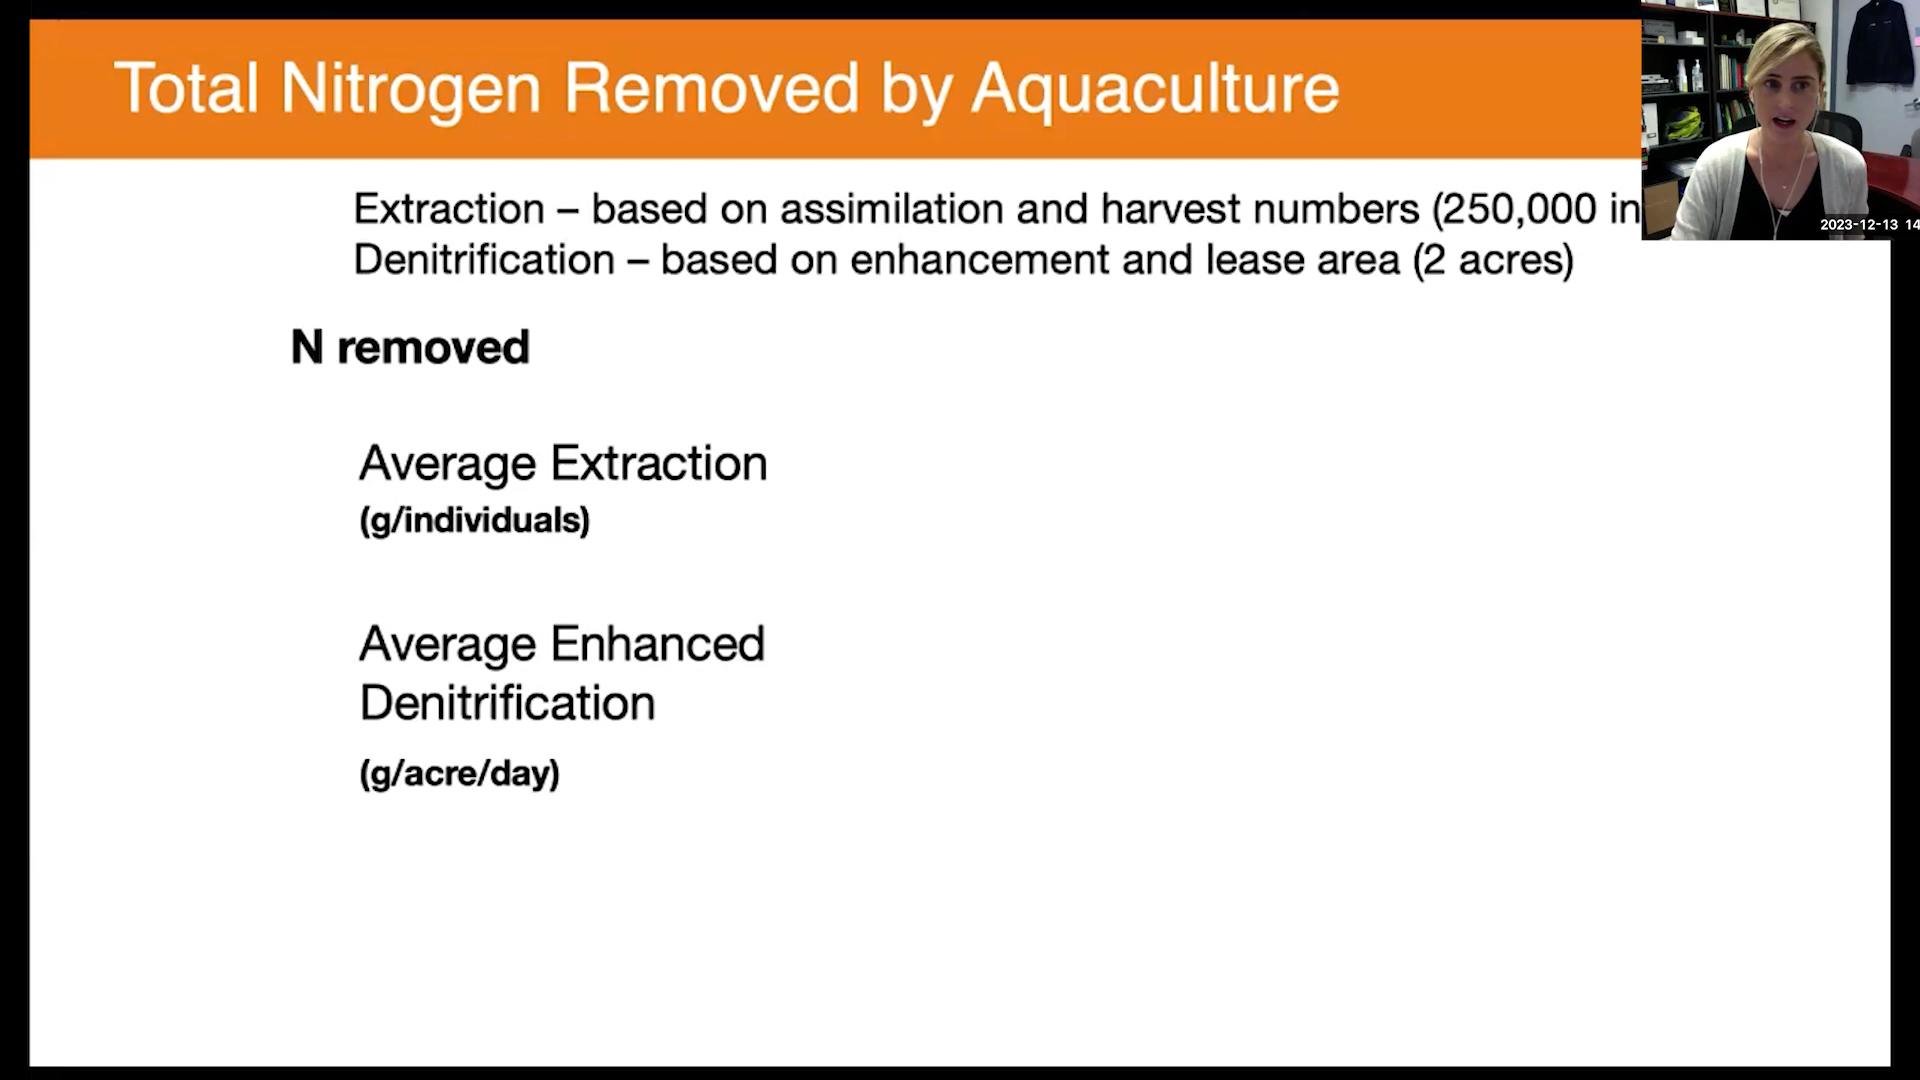 Total Nitrogen Removed by Aquaculture
Extraction – based on assimilation and harvest numbers (250,000 in
Denitrification – based on enhancement and lease area (2 acres)
N removed
Average Extraction
(g/individuals)
Average Enhanced
Denitrification
(g/acre/day)
2023-12-13 14